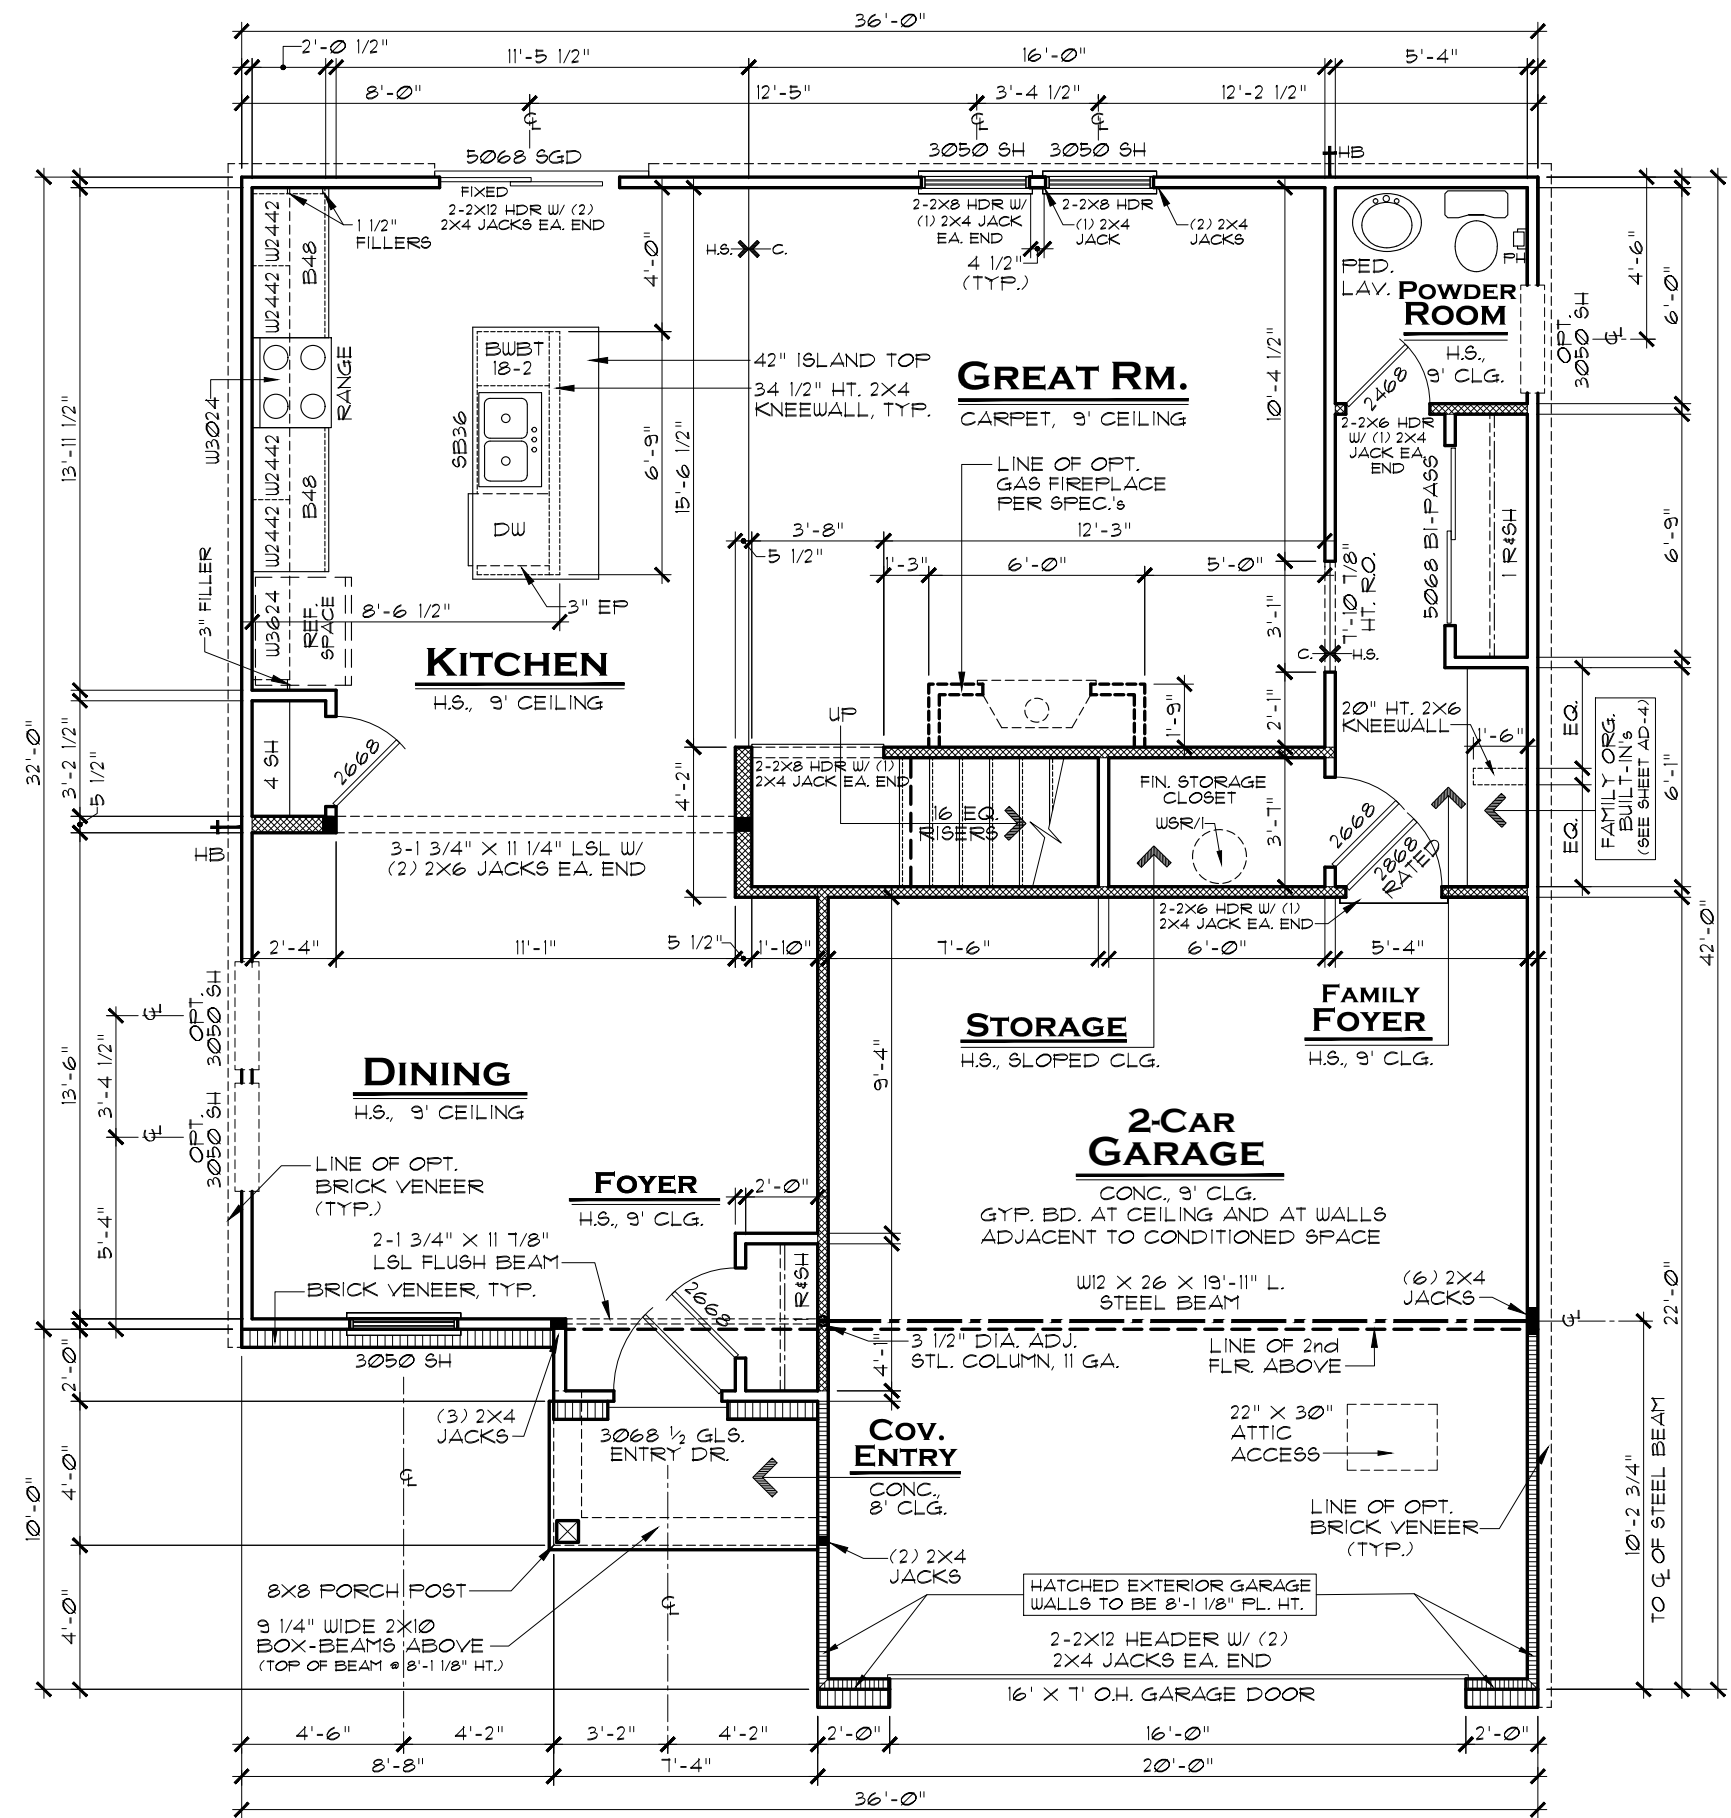 36'-0"
2'-0 1/2"
11'-5 1/2"
16'-0"
5'-4"
8'-0"
12'-5"
3'-4 1/2"
12'-2 1/2"
5068 SGD
3050 SH
3050 SH
HB
FIXED
2-2X12 HDR W/ (2)
2X4 JACKS EA. END
1 1/2"
FILLERS
2-2X8 HDR W/
(1) 2X4 JACK
EA. END
2-2X8 HDR
(1) 2X4
JACK
(2) 2X4
JACKS
4 1/2"
(TYP.)
H.S.
C.
W2442
W2442
B48
4'-0"
PED.
LAV.
PH
POWDER
ROOM
H.S.,
9' CLG.
OPT.
3050 SH
4'-6"
6'-0"
W3024
RANGE
BWBT
18-2
SB36
DW
42" ISLAND TOP
34 1/2" HT. 2X4
KNEEWALL, TYP.
GREAT RM.
CARPET, 9' CEILING
10'-4 1/2"
2468
2-2X6 HDR
W/ (1) 2X4
JACK EA.
END
13'-11 1/2"
W2442
W2442
B48
6'-9"
15'-6 1/2"
LINE OF OPT.
GAS FIREPLACE
PER SPEC.'s
5068 BI-PASS
1 R&SH
6'-9"
3'-8"
12'-3"
5 1/2"
1'-3"
6'-0"
5'-0"
3'-1"
7'-10 7/8"
HT. R.O.
3" FILLER
W3624
REF.
SPACE
8'-6 1/2"
3" EP
KITCHEN
H.S., 9' CEILING
C.
H.S.
32'-0"
3'-2 1/2"
5 1/2"
4 SH
2668
UP
1'-9"
2'-1"
20" HT. 2X6
KNEEWALL
1'-6"
EQ.
EQ.
FAMILY ORG.
BUILT-IN's
(SEE SHEET AD-4)
6'-1"
4'-2"
2-2X8 HDR W/ (1)
2X4 JACK EA. END
16 EQ.
RISERS
FIN. STORAGE
CLOSET
WSR/1
3'-7"
2668
2868
RATED
HB
3-1 3/4" X 11 1/4" LSL W/
(2) 2X6 JACKS EA. END
2-2X6 HDR W/ (1)
2X4 JACK EA. END
2'-4"
11'-1"
5 1/2"
1'-10"
7'-6"
6'-0"
5'-4"
42'-0"
OPT.
3050 SH
OPT.
3050 SH
3'-4 1/2"
13'-6"
5'-4"
STORAGE
H.S., SLOPED CLG.
FAMILY
FOYER
H.S., 9' CLG.
DINING
H.S., 9' CEILING
9'-4"
2-CAR
GARAGE
CONC., 9' CLG.
GYP. BD. AT CEILING AND AT WALLS
ADJACENT TO CONDITIONED SPACE
LINE OF OPT.
BRICK VENEER
(TYP.)
FOYER
H.S., 9' CLG.
2'-0"
2-1 3/4" X 11 7/8"
LSL FLUSH BEAM
BRICK VENEER, TYP.
2668
R&SH
W12 X 26 X 19'-11" L.
STEEL BEAM
(6) 2X4
JACKS
22'-0"
3050 SH
3 1/2" DIA. ADJ.
STL. COLUMN, 11 GA.
LINE OF 2nd
FLR. ABOVE
4'-1"
2'-0"
4'-0"
10'-0"
4'-0"
(3) 2X4
JACKS
3068 ½ GLS.
ENTRY DR.
COV.
ENTRY
CONC.,
8' CLG.
22" X 30"
ATTIC
ACCESS
LINE OF OPT.
BRICK VENEER
(TYP.)
10'-2 3/4"
TO ℄ OF STEEL BEAM
(2) 2X4
JACKS
8X8 PORCH POST
9 1/4" WIDE 2X10
BOX-BEAMS ABOVE
(TOP OF BEAM @ 8'-1 1/8" HT.)
HATCHED EXTERIOR GARAGE
WALLS TO BE 8'-1 1/8" PL. HT.
2-2X12 HEADER W/ (2)
2X4 JACKS EA. END
16' X 7' O.H. GARAGE DOOR
4'-6"
4'-2"
3'-2"
4'-2"
2'-0"
16'-0"
2'-0"
8'-8"
7'-4"
20'-0"
36'-0"